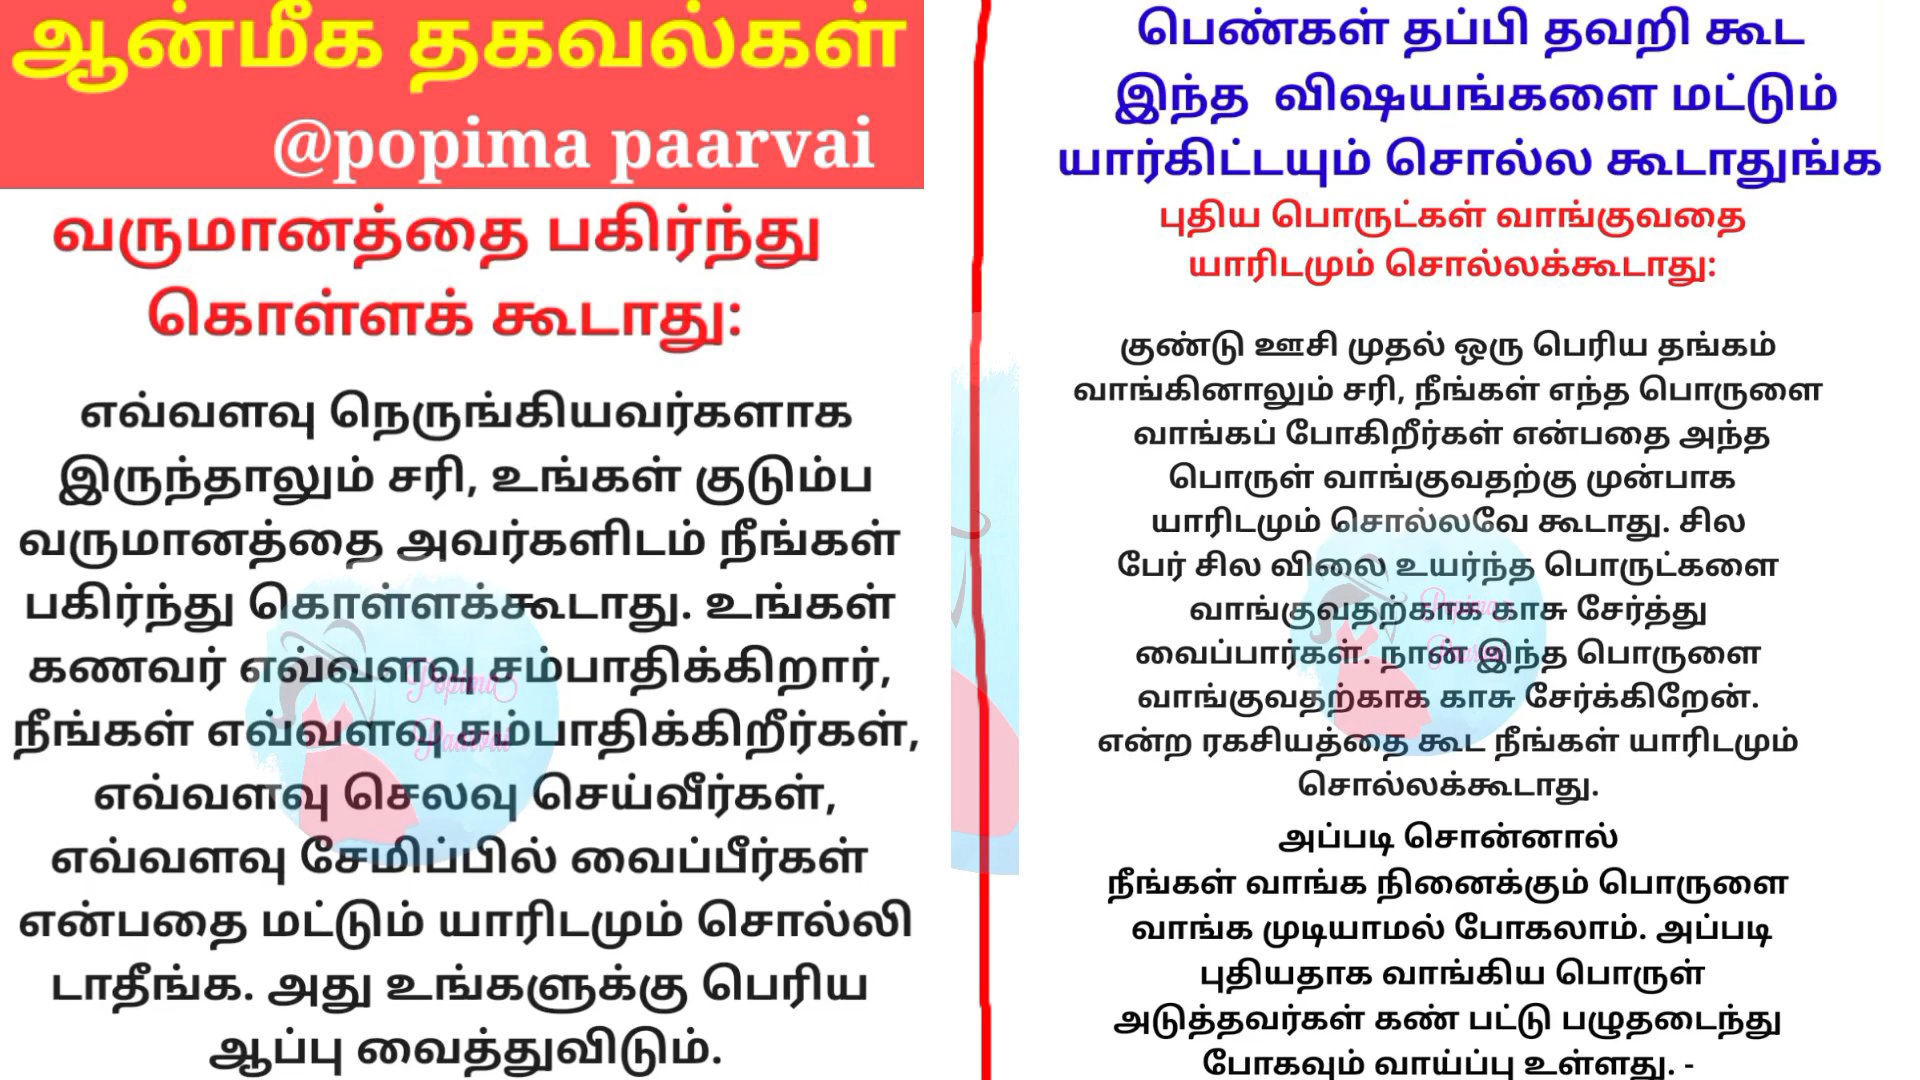 ஆன்மீக தகவல்கள்
@popima paarvai
வருமானத்தை பகிர்ந்து
கொள்ளக் கூடாது:
எவ்வளவு நெருங்கியவர்களாக
இருந்தாலும் சரி, உங்கள் குடும்ப
வருமானத்தை அவர்களிடம் நீங்கள்
பகிர்ந்து கொள்ளக்கூடாது. உங்கள்
கணவர் எவ்வளவு சம்பாதிக்கிறார்,
நீங்கள் எவ்வளவு சம்பாதிக்கிறீர்கள்,
எவ்வளவு செலவு செய்வீர்கள்,
எவ்வளவு சேமிப்பில் வைப்பீர்கள்
என்பதை மட்டும் யாரிடமும் சொல்லி
டாதீங்க. அது உங்களுக்கு பெரிய
ஆப்பு வைத்துவிடும்.
Popima
Paarvai
பெண்கள் தப்பி தவறி கூட
இந்த விஷயங்களை மட்டும்
யார்கிட்டயும் சொல்ல கூடாதுங்க
புதிய பொருட்கள் வாங்குவதை
யாரிடமும் சொல்லக்கூடாது:
குண்டு ஊசி முதல் ஒரு பெரிய தங்கம்
வாங்கினாலும் சரி, நீங்கள் எந்த பொருளை
வாங்கப் போகிறீர்கள் என்பதை அந்த
பொருள் வாங்குவதற்கு முன்பாக
யாரிடமும் சொல்லவே கூடாது. சில
பேர் சில விலை உயர்ந்த பொருட்களை
வாங்குவதற்காக காசு சேர்த்து
வைப்பார்கள். நான் இந்த பொருளை
வாங்குவதற்காக காசு சேர்க்கிறேன்.
என்ற ரகசியத்தை கூட நீங்கள் யாரிடமும்
சொல்லக்கூடாது.
அப்படி சொன்னால்
நீங்கள் வாங்க நினைக்கும் பொருளை
வாங்க முடியாமல் போகலாம். அப்படி
புதியதாக வாங்கிய பொருள்
அடுத்தவர்கள் கண் பட்டு பழுதடைந்து
போகவும் வாய்ப்பு உள்ளது. -
Popima
Paarvai